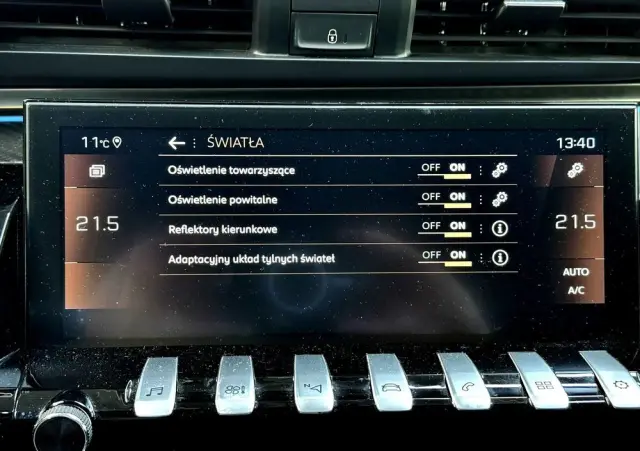 11°C ŚWIATŁA 13:40
Oświetlenie towarzyszące OFF ON
Oświetlenie powitalne OFF ON
21.5 21.5
Reflektory kierunkowe OFF ON
Adaptacyjny układ tylnych świateł OFF ON
AUTO
A/C
N